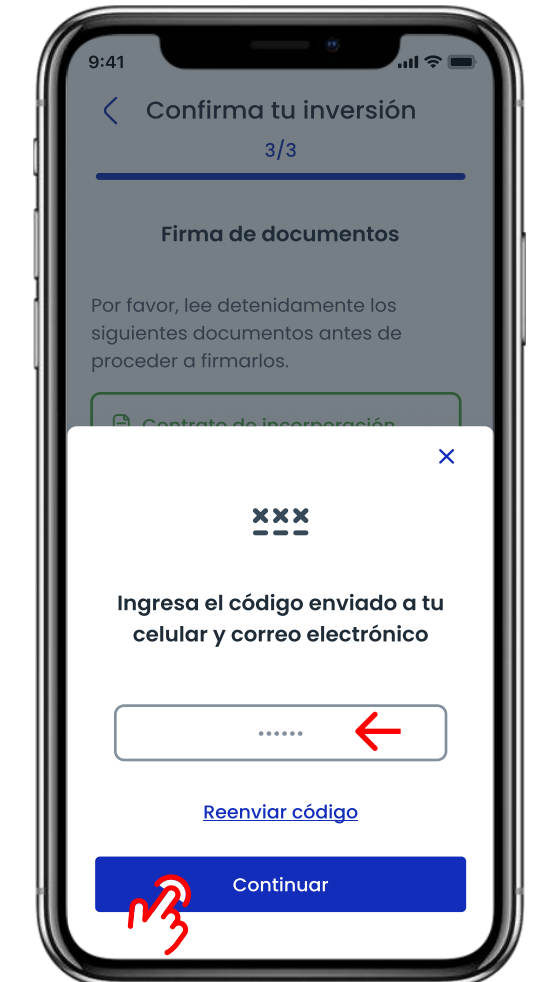 9:41
Confirma tu inversión
3/3
Firma de documentos
Por favor, lee detenidamente los
siguientes documentos antes de
proceder a firmarlos.
Contrato de incorporación
Ingresa el código enviado a tu
celular y correo electrónico
Reenviar código
Continuar